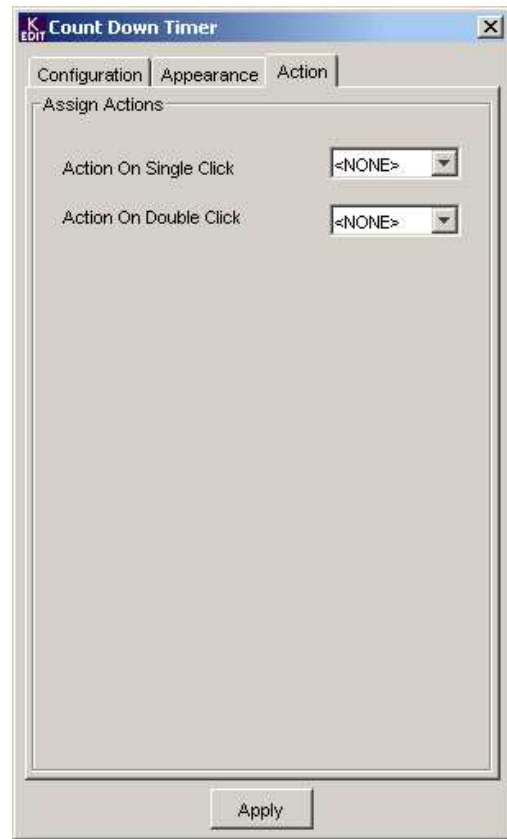 K
EDIT
Count Down Timer
Configuration Appearance Action
Assign Actions
Action On Single Click <NONE>
Action On Double Click <NONE>
Apply